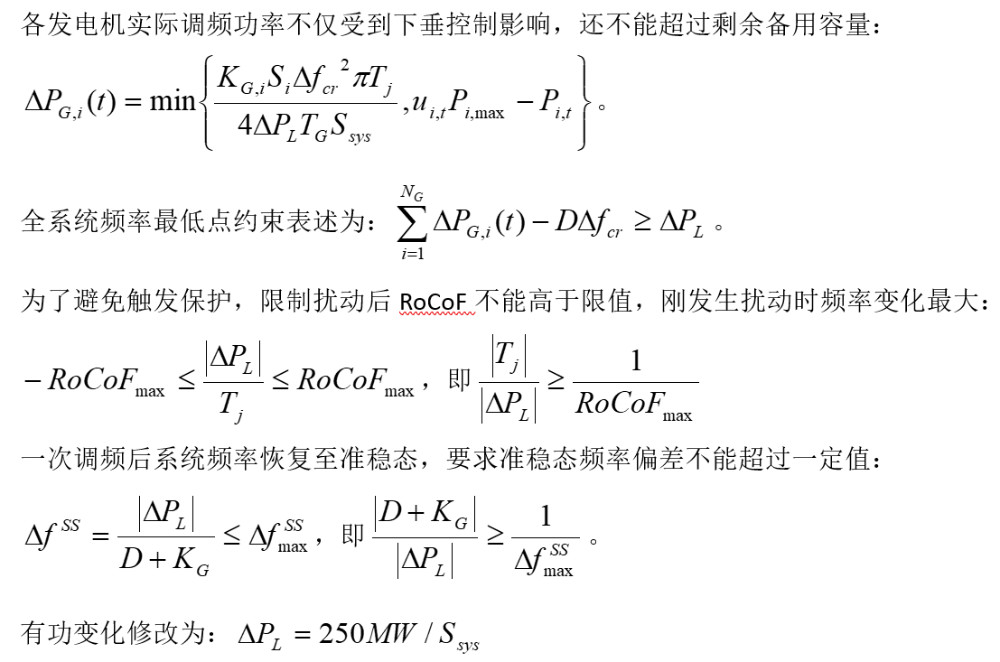 各发电机实际调频功率不仅受到下垂控制影响，还不能超过剩余备用容量：
$\Delta P_{G,i}(t) = \min\left\{\frac{K_{G,i}S_i\Delta f_{cr}{}^2\pi T_j}{4\Delta P_L T_G S_{sys}}, u_{i,t}P_{i,\max} - P_{i,t}\right\}$。
全系统频率最低点约束表述为：$\sum_{i=1}^{N_G}\Delta P_{G,i}(t) - D\Delta f_{cr} \geq \Delta P_L$。
为了避免触发保护，限制扰动后 RoCoF 不能高于限值，刚发生扰动时频率变化最大：
$-RoCoF_{\max} \leq \frac{|\Delta P_L|}{T_j} \leq RoCoF_{\max}$，即 $\frac{|T_j|}{|\Delta P_L|} \geq \frac{1}{RoCoF_{\max}}$
一次调频后系统频率恢复至准稳态，要求准稳态频率偏差不能超过一定值：
$\Delta f^{SS} = \frac{|\Delta P_L|}{D + K_G} \leq \Delta f_{\max}^{SS}$，即 $\frac{|D + K_G|}{|\Delta P_L|} \geq \frac{1}{\Delta f_{\max}^{SS}}$。
有功变化修改为：$\Delta P_L = 250MW / S_{sys}$